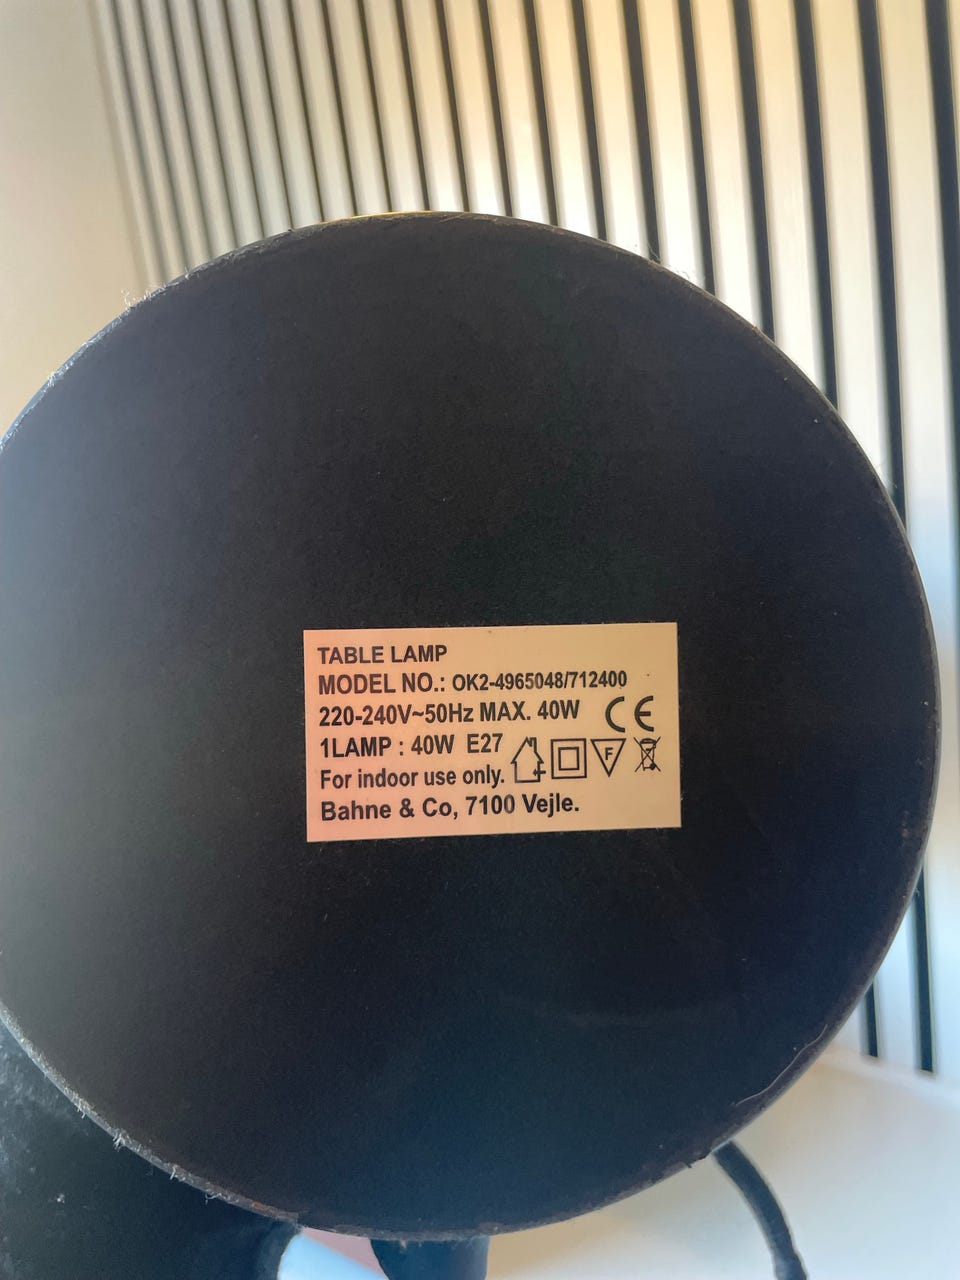 TABLE LAMP
MODEL NO.: OK2-4965048/712400
220-240V~50Hz MAX. 40W CE
1LAMP : 40W E27 F
For indoor use only.
Bahne & Co, 7100 Vejle.